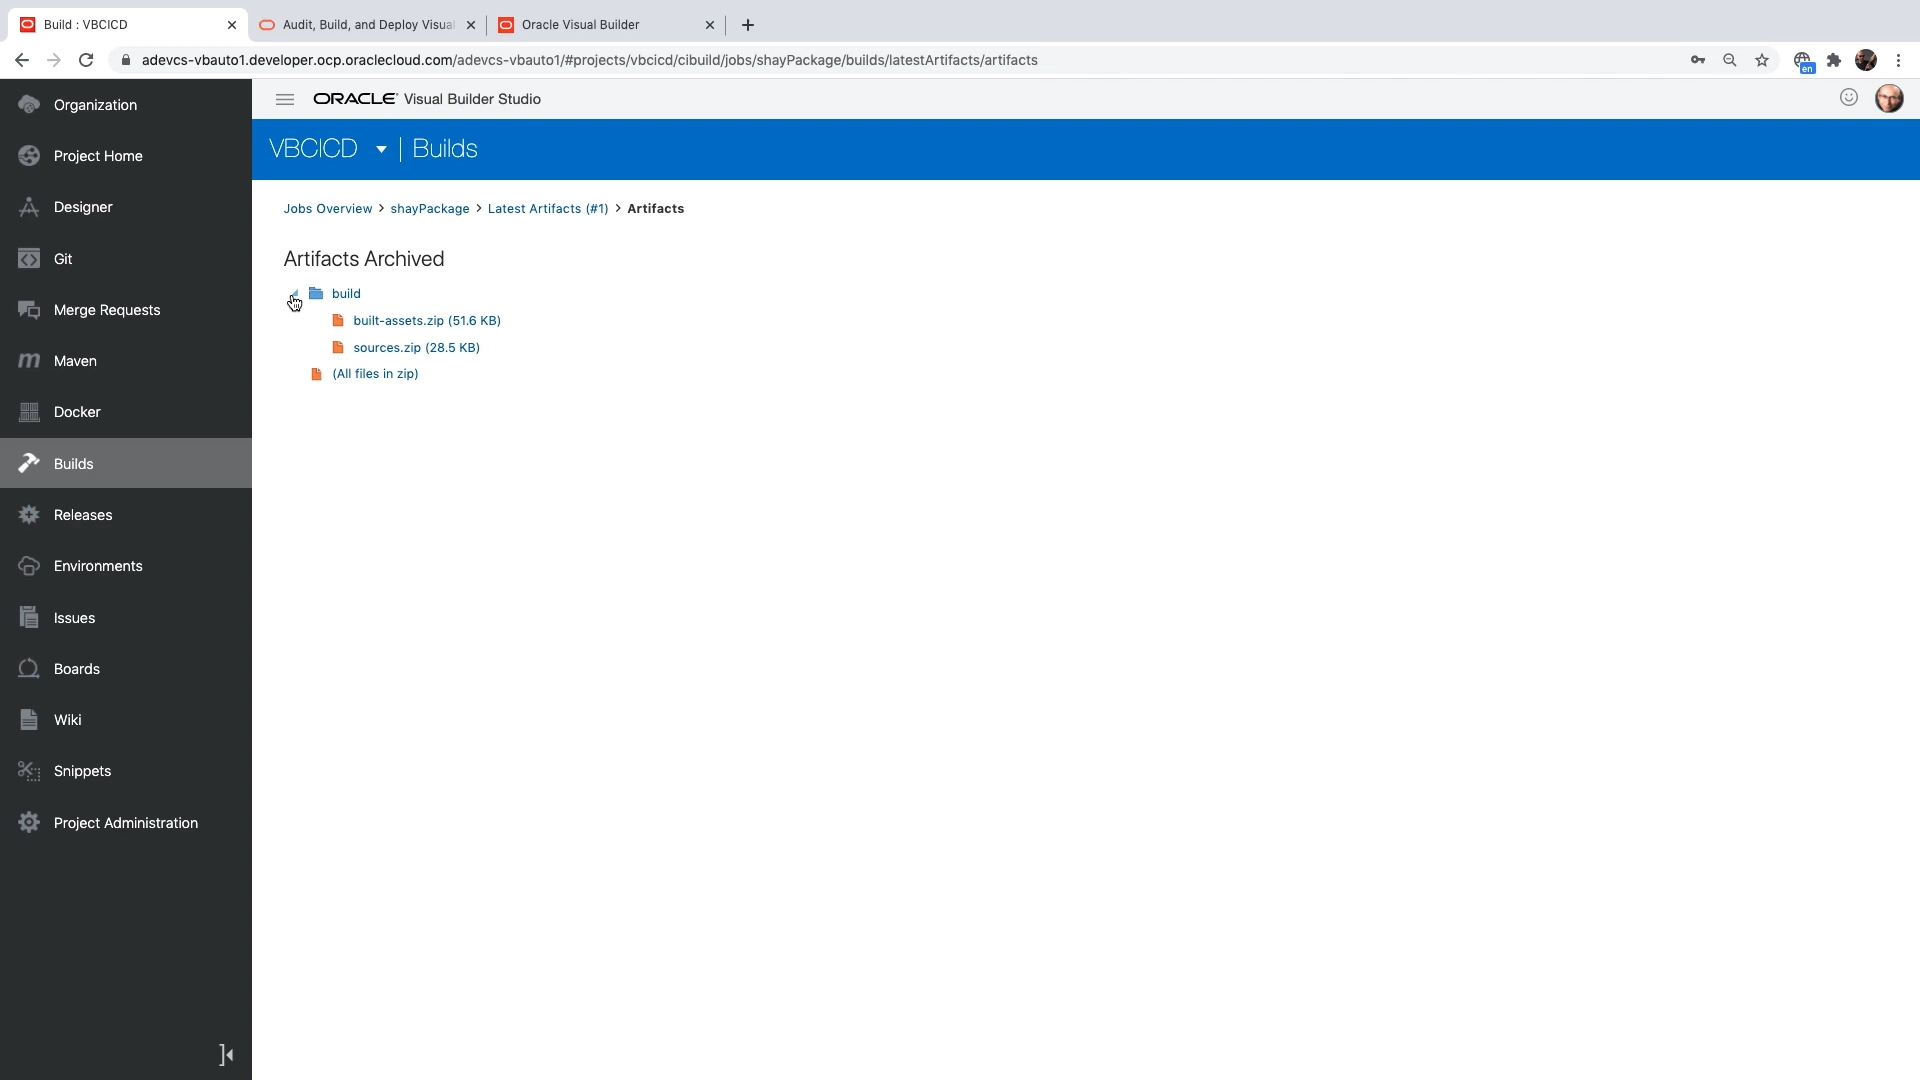 Build : VBCICD
Audit, Build, and Deploy Visual
Oracle Visual Builder
adevcs-vbauto1.developer.ocp.oraclecloud.com/adevcs-vbauto1/#projects/vbcicd/cibuild/jobs/shayPackage/builds/latestArtifacts/artifacts
en
Organization
Project Home
Designer
Git
Merge Requests
Maven
Docker
Builds
Releases
Environments
Issues
Boards
Wiki
Snippets
Project Administration
ORACLE Visual Builder Studio
VBCICD | Builds
Jobs Overview > shayPackage > Latest Artifacts (#1) > Artifacts
Artifacts Archived
build
built-assets.zip (51.6 KB)
sources.zip (28.5 KB)
(All files in zip)